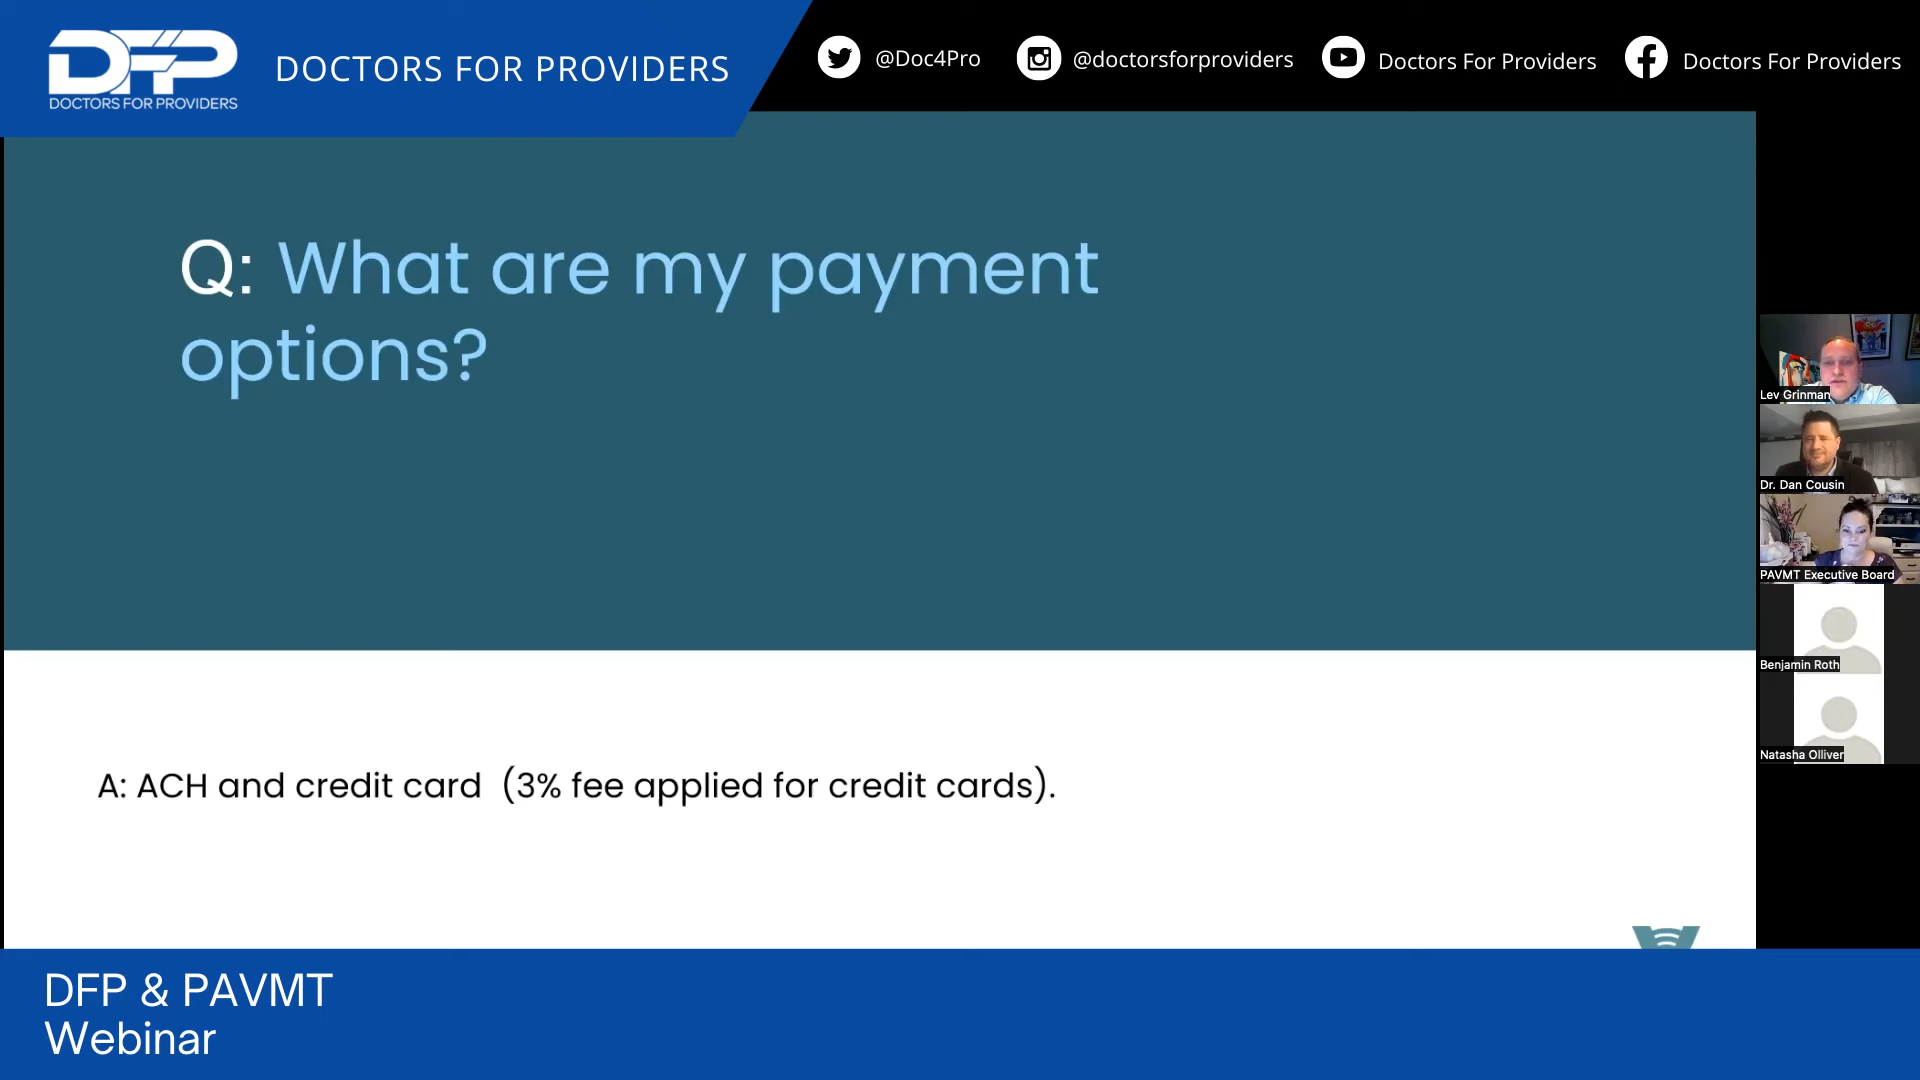 DFP
DOCTORS FOR PROVIDERS
DOCTORS FOR PROVIDERS
@Doc4Pro
@doctorsforproviders
Doctors For Providers
Doctors For Providers
Q: What are my payment
options?
A: ACH and credit card  (3% fee applied for credit cards).
Lev Grinman
Dr. Dan Cousin
PAVMT Executive Board
Benjamin Roth
Natasha Olliver
DFP & PAVMT
Webinar